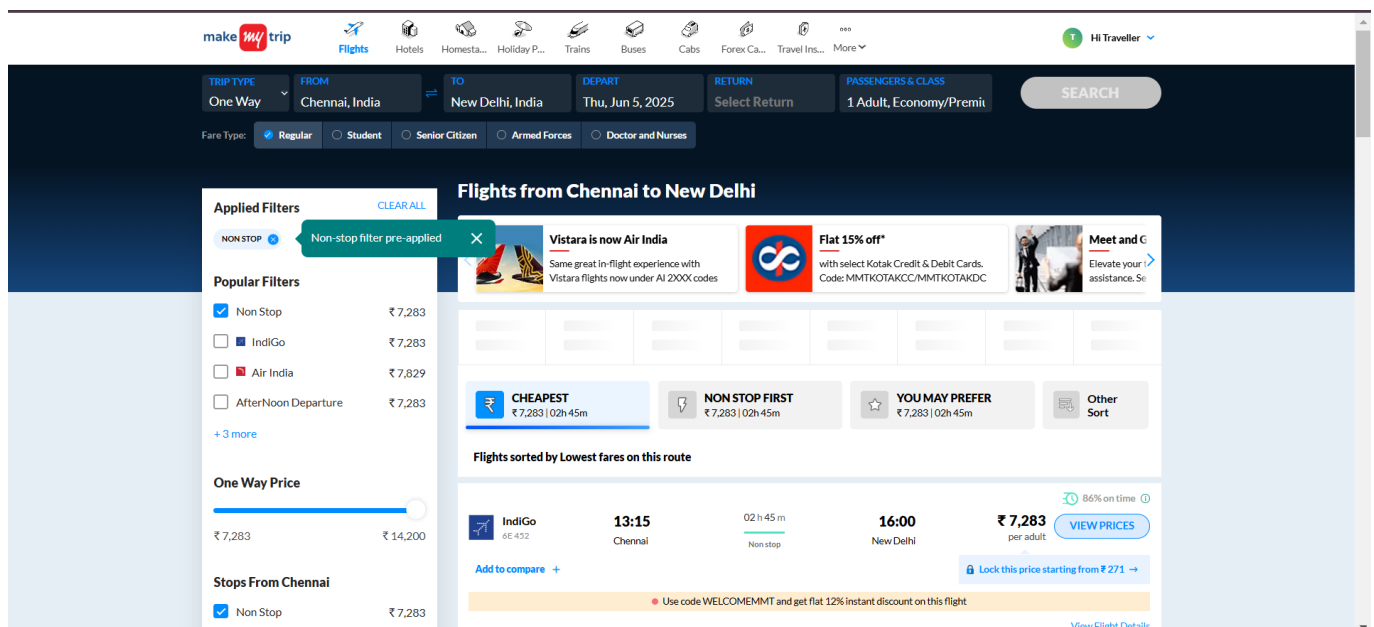 make my trip
Flights
Hotels
Homesta...
Holiday P...
Trains
Buses
Cabs
Forex Ca...
Travel Ins...
More
T
Hi Traveller
TRIP TYPE
One Way
FROM
Chennai, India
TO
New Delhi, India
DEPART
Thu, Jun 5, 2025
RETURN
Select Return
PASSENGERS & CLASS
1 Adult, Economy/Premiu
SEARCH
Fare Type:
Regular
Student
Senior Citizen
Armed Forces
Doctor and Nurses
Applied Filters
CLEAR ALL
NON STOP
Non-stop filter pre-applied
Popular Filters
Non Stop ₹ 7,283
IndiGo ₹ 7,283
Air India ₹ 7,829
AfterNoon Departure ₹ 7,283
+ 3 more
One Way Price
₹ 7,283 ₹ 14,200
Stops From Chennai
Non Stop ₹ 7,283
Flights from Chennai to New Delhi
Vistara is now Air India
Same great in-flight experience with
Vistara flights now under AI 2XXX codes
Flat 15% off*
with select Kotak Credit & Debit Cards.
Code: MMTKOTAKCC/MMTKOTAKDC
Meet and G
Elevate your t
assistance. Se
CHEAPEST
₹ 7,283 | 02h 45m
NON STOP FIRST
₹ 7,283 | 02h 45m
YOU MAY PREFER
₹ 7,283 | 02h 45m
Other
Sort
Flights sorted by Lowest fares on this route
86% on time
IndiGo
6E 452
13:15
Chennai
02 h 45 m
Non stop
16:00
New Delhi
₹ 7,283
per adult
VIEW PRICES
Add to compare +
Lock this price starting from ₹ 271 →
Use code WELCOMEMMT and get flat 12% instant discount on this flight
View Flight Details